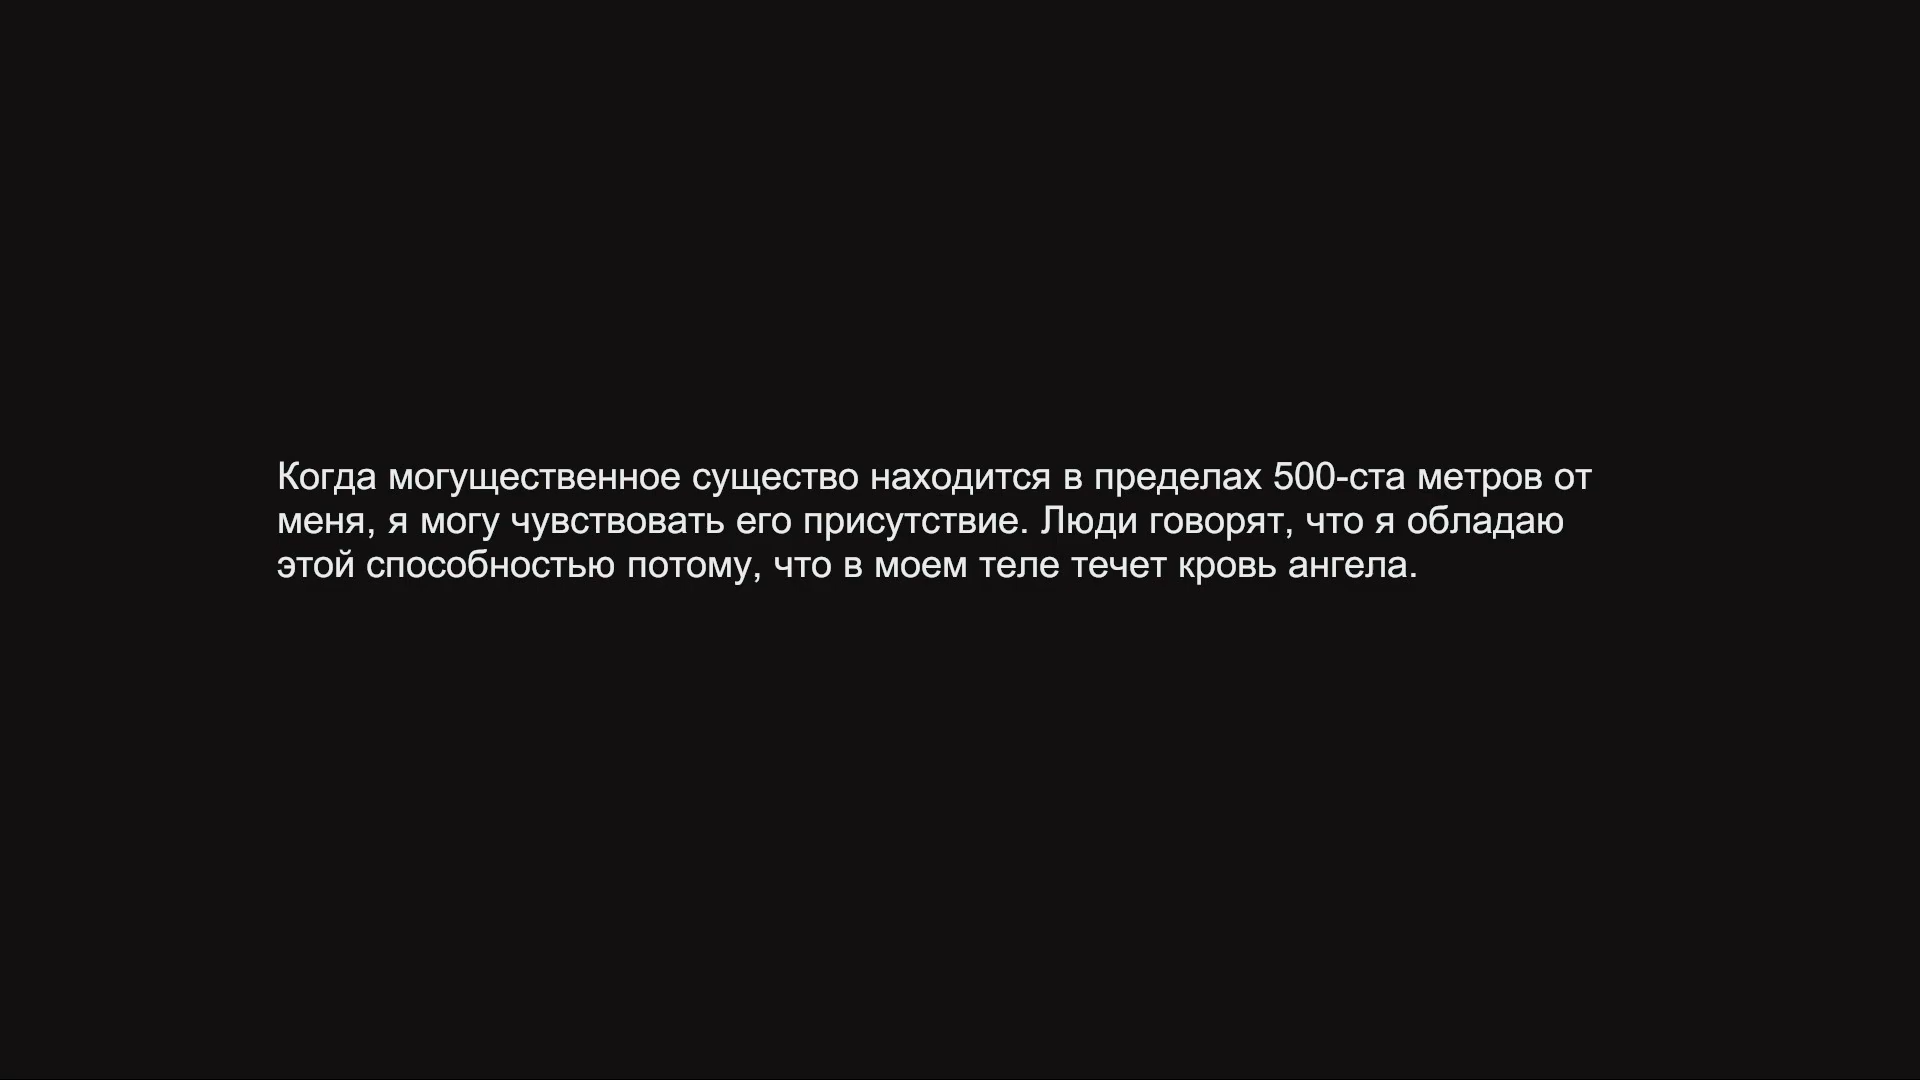 Когда могущественное существо находится в пределах 500-ста метров от
меня, я могу чувствовать его присутствие. Люди говорят, что я обладаю
этой способностью потому, что в моем теле течет кровь ангела.